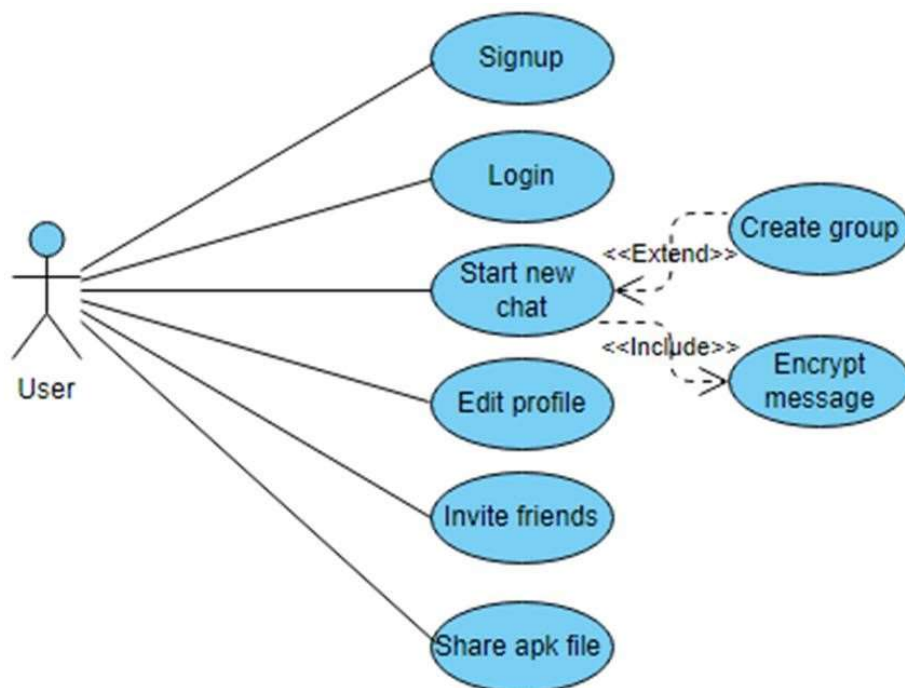 Signup
Login
Create group
<<Extend>>
Start new
chat
<<Include>>
Encrypt
message
User
Edit profile
Invite friends
Share apk file